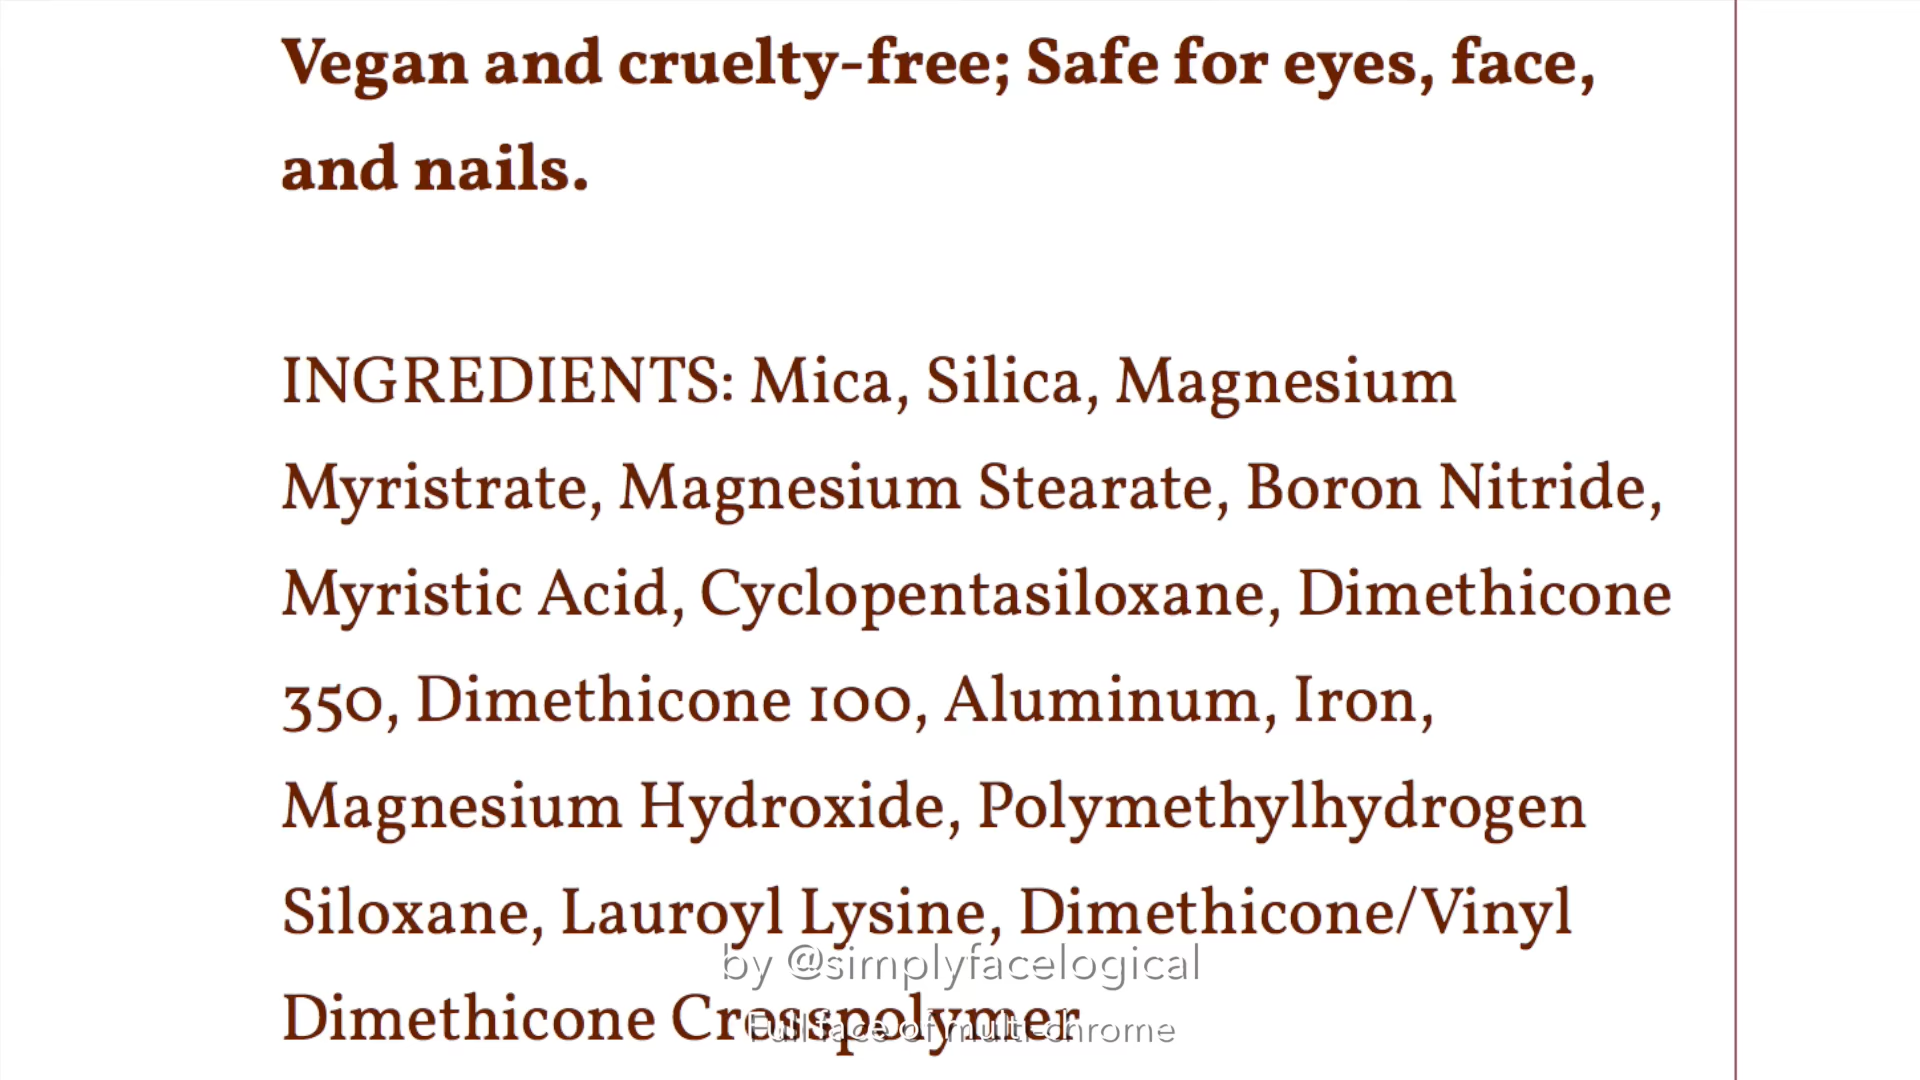 Vegan and cruelty-free; Safe for eyes, face,
and nails.
INGREDIENTS: Mica, Silica, Magnesium
Myristrate, Magnesium Stearate, Boron Nitride,
Myristic Acid, Cyclopentasiloxane, Dimethicone
350, Dimethicone 100, Aluminum, Iron,
Magnesium Hydroxide, Polymethylhydrogen
Siloxane, Lauroyl Lysine, Dimethicone/Vinyl
by @simplyfacelogical
Dimethicone Crosspolymer
Full face of multi-chrome